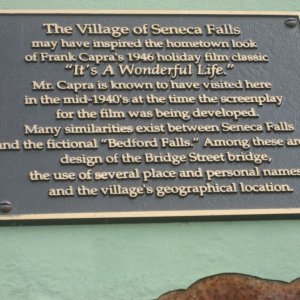 The Village of Seneca Falls
may have inspired the hometown look
of Frank Capra's 1946 holiday film classic
"It's A Wonderful Life."
Mr. Capra is known to have visited here
in the mid-1940's at the time the screenplay
for the film was being developed.
Many similarities exist between Seneca Falls
and the fictional "Bedford Falls." Among these are
design of the Bridge Street bridge,
the use of several place and personal names
and the village's geographical location.